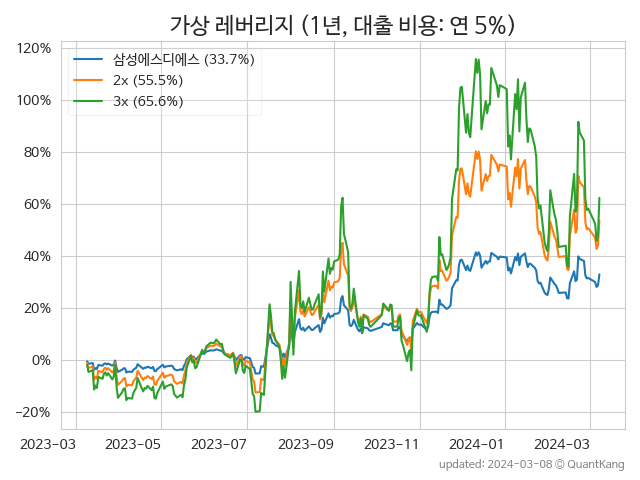 가상 레버리지 (1년, 대출 비용: 연 5%)
삼성에스디에스 (33.7%)
2x (55.5%)
3x (65.6%)
120%
100%
80%
60%
40%
20%
0%
−20%
2023-03 2023-05 2023-07 2023-09 2023-11 2024-01 2024-03
updated: 2024-03-08 © QuantKang